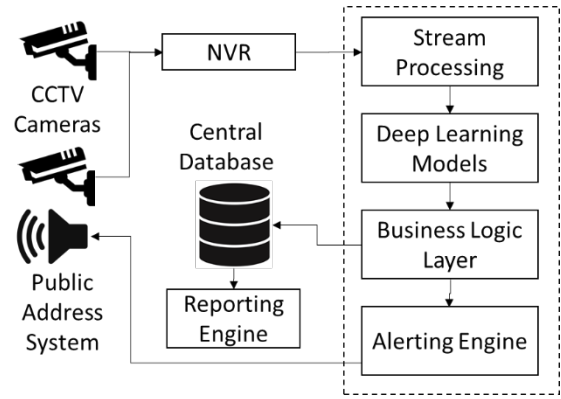 CCTV
Cameras
NVR
Stream
Processing
Deep Learning
Models
Central
Database
Business Logic
Layer
Public
Address
System
Reporting
Engine
Alerting Engine